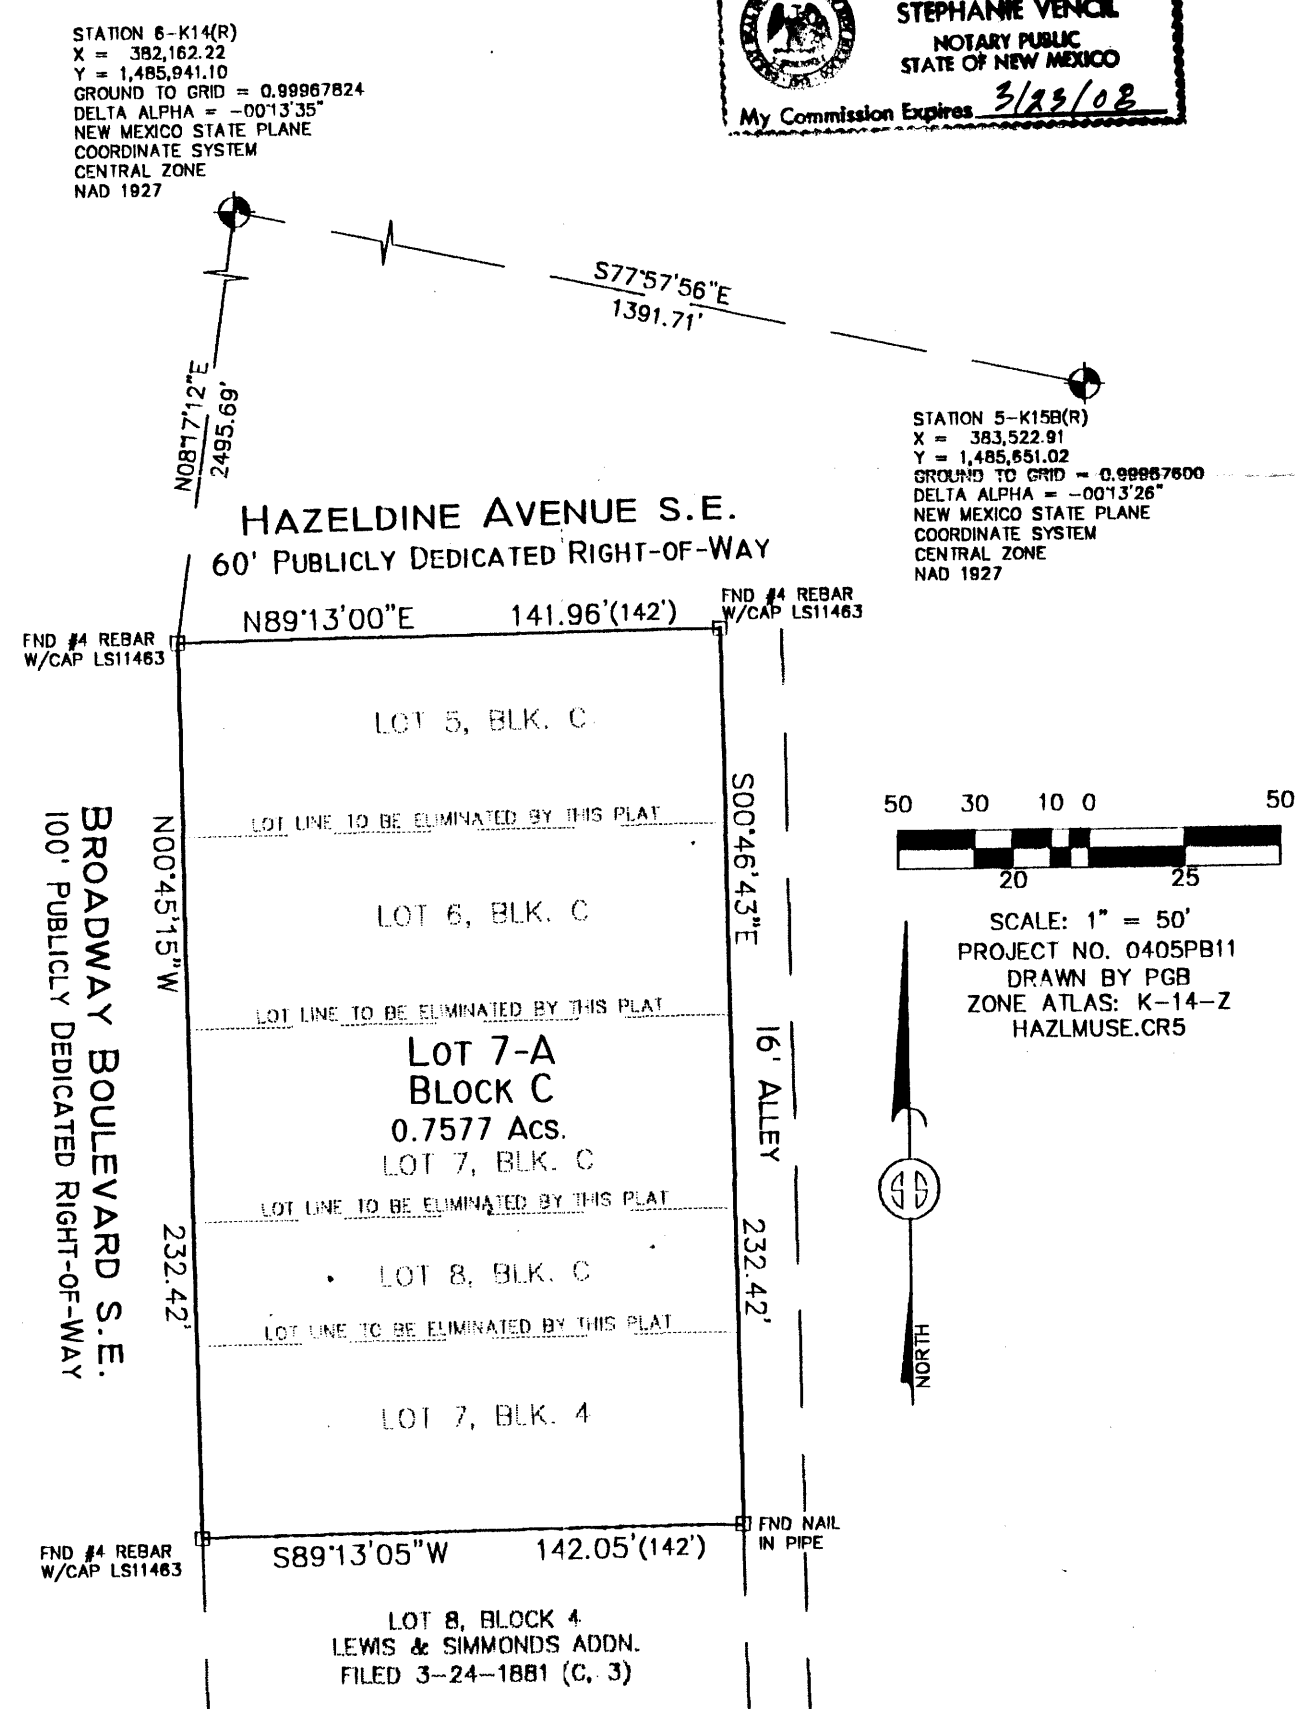 STATION 6-K14(R)
X = 382,162.22
Y = 1,485,941.10
GROUND TO GRID = 0.99967824
DELTA ALPHA = -00°13'35"
NEW MEXICO STATE PLANE
COORDINATE SYSTEM
CENTRAL ZONE
NAD 1927
STEPHANIE VENCIL
NOTARY PUBLIC
STATE OF NEW MEXICO
My Commission Expires 3/23/08
S77°57'56"E
1391.71'
N08°17'12"E
2495.69'
STATION 5-K15B(R)
X = 383,522.91
Y = 1,485,651.02
GROUND TO GRID = 0.99967600
DELTA ALPHA = -00°13'26"
NEW MEXICO STATE PLANE
COORDINATE SYSTEM
CENTRAL ZONE
NAD 1927
HAZELDINE AVENUE S.E.
60' PUBLICLY DEDICATED RIGHT-OF-WAY
N89°13'00"E 141.96'(142')
FND #4 REBAR
W/CAP LS11463
FND #4 REBAR
W/CAP LS11463
LOT 5, BLK. C
LOT LINE TO BE ELIMINATED BY THIS PLAT
LOT 6, BLK. C
LOT LINE TO BE ELIMINATED BY THIS PLAT
LOT 7-A
BLOCK C
0.7577 ACS.
LOT 7, BLK. C
LOT LINE TO BE ELIMINATED BY THIS PLAT
LOT 8, BLK. C
LOT LINE TO BE ELIMINATED BY THIS PLAT
LOT 7, BLK. 4
BROADWAY BOULEVARD S.E.
100' PUBLICLY DEDICATED RIGHT-OF-WAY
N00°45'15"W 232.42'
S00°46'43"E 232.42'
16' ALLEY
50 30 10 0 50
20 25
SCALE: 1" = 50'
PROJECT NO. 0405PB11
DRAWN BY PGB
ZONE ATLAS: K-14-Z
HAZLMUSE.CR5
SS
NORTH
FND #4 REBAR
W/CAP LS11463
S89°13'05"W 142.05'(142')
FND NAIL
IN PIPE
LOT 8, BLOCK 4
LEWIS & SIMMONDS ADDN.
FILED 3-24-1881 (C, 3)